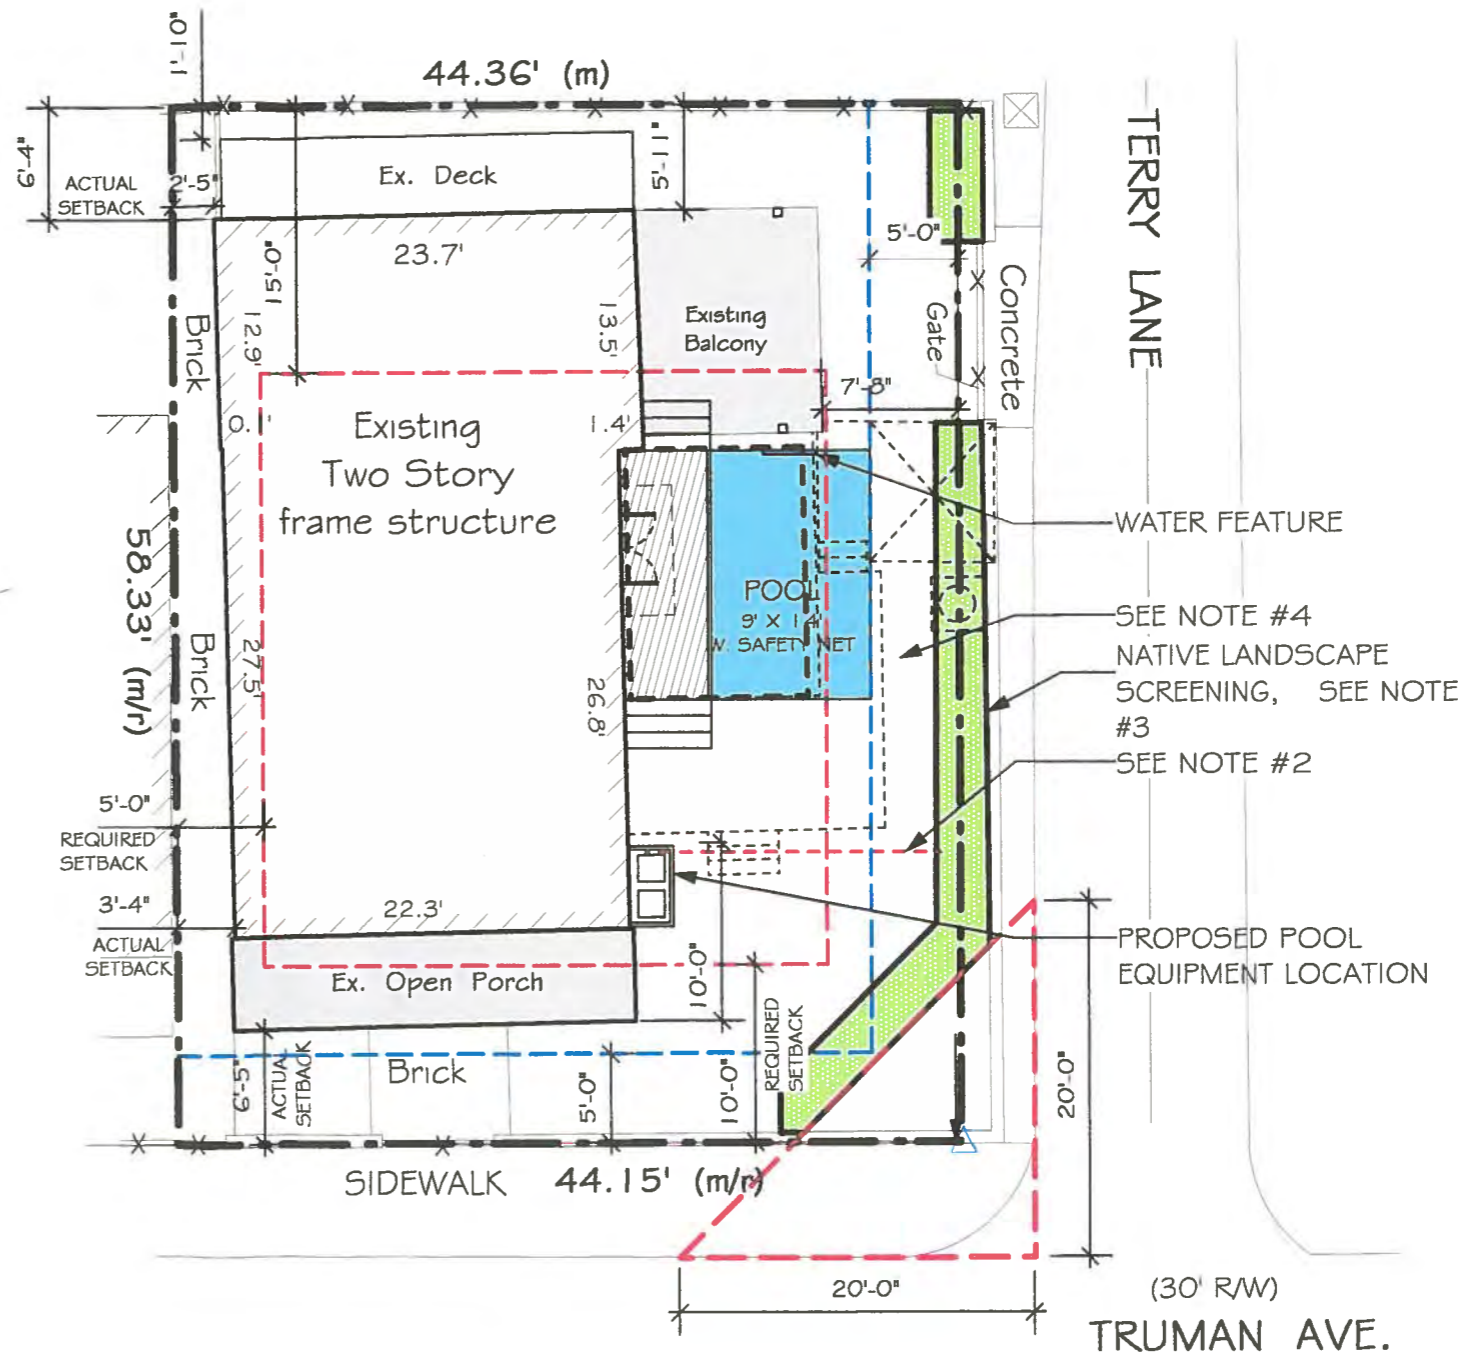 1'-10"
44.36' (m)
6'-4"
ACTUAL
SETBACK
2'-5"
Ex. Deck
5'-11"
TERRY LANE
23.7'
15'-0"
5'-0"
Concrete
Gate
Brick
12.9'
13.5'
Existing
Balcony
7'-8"
0.1'
1.4'
Existing
Two Story
frame structure
WATER FEATURE
58.33' (m/r)
POOL
9' X 14'
W. SAFETY NET
SEE NOTE #4
NATIVE LANDSCAPE
SCREENING, SEE NOTE
#3
SEE NOTE #2
Brick
27.5'
26.8'
5'-0"
REQUIRED
SETBACK
3'-4"
ACTUAL
SETBACK
22.3'
PROPOSED POOL
EQUIPMENT LOCATION
Ex. Open Porch
10'-0"
REQUIRED
SETBACK
6'-5"
ACTUAL
SETBACK
Brick
5'-0"
10'-0"
20'-0"
SIDEWALK
44.15' (m/r)
20'-0"
(30' R/W)
TRUMAN AVE.